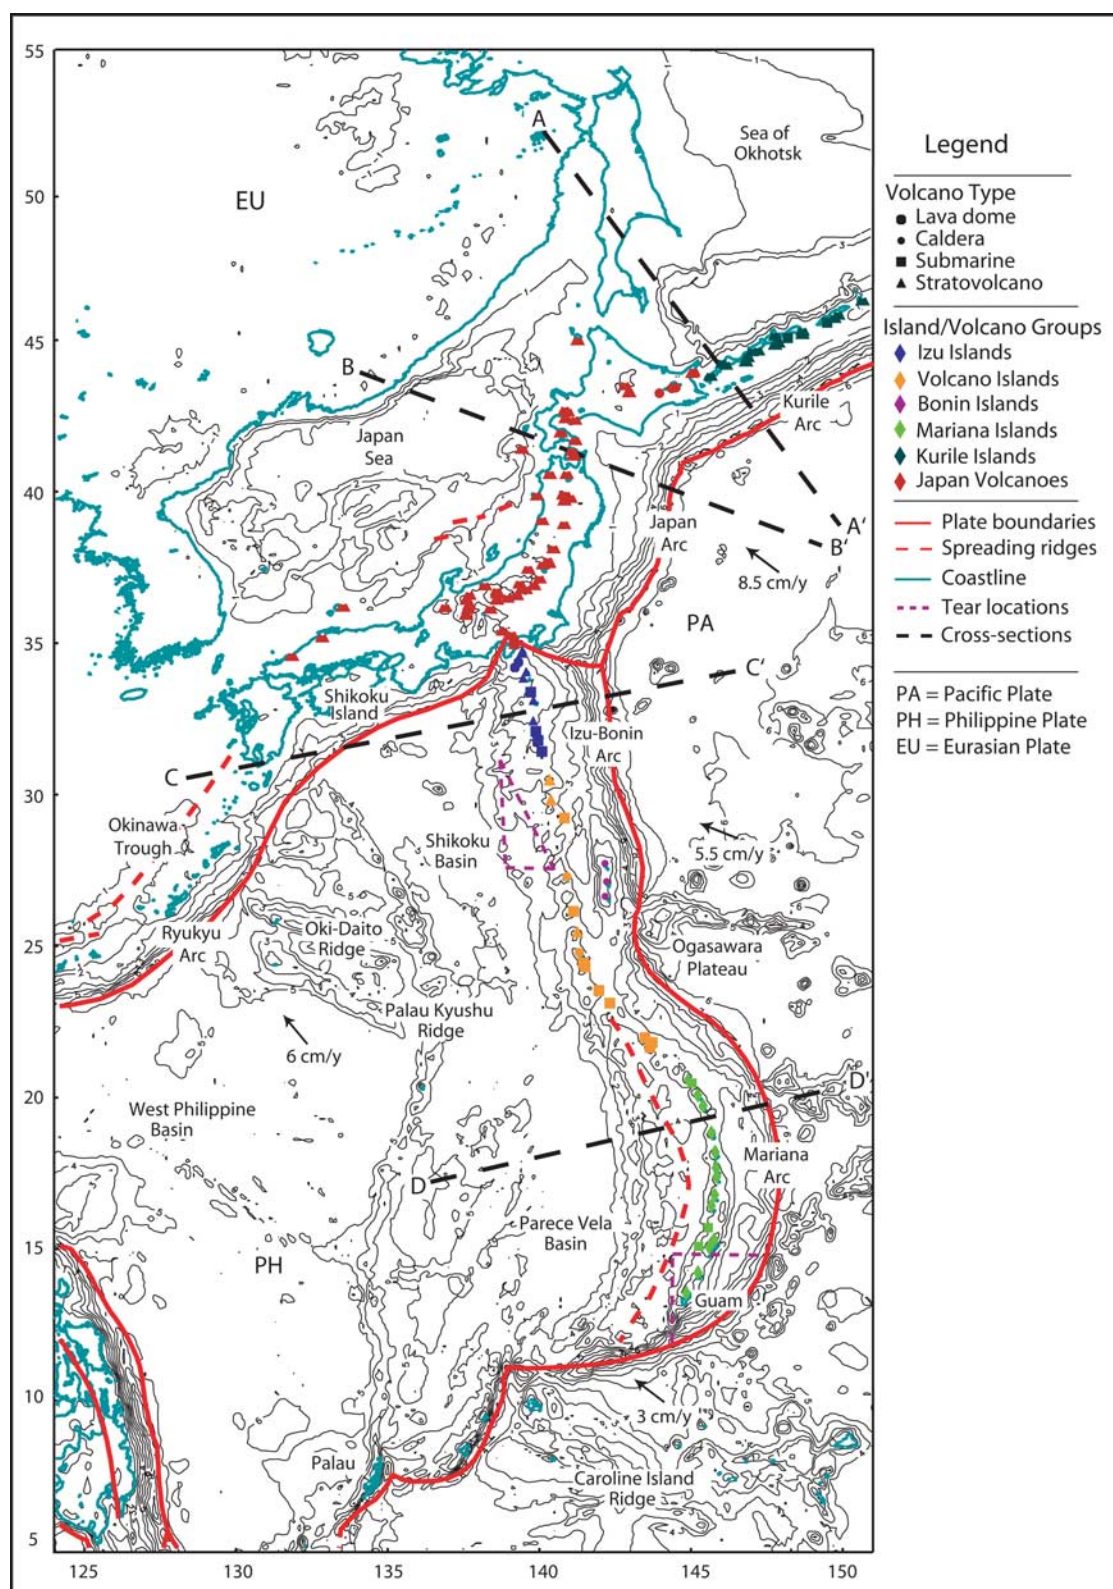 55
50
45
40
35
30
25
20
15
10
5
125
130
135
140
145
150
EU
A
Sea of
Okhotsk
B
Japan
Sea
Kurile
Arc
Japan
Arc
A'
B'
8.5 cm/y
PA
C'
Shikoku
Island
Izu-Bonin
Arc
C
Okinawa
Trough
Shikoku
Basin
5.5 cm/y
Ryukyu
Arc
Oki-Daito
Ridge
Ogasawara
Plateau
Palau Kyushu
Ridge
6 cm/y
D'
West Philippine
Basin
Mariana
Arc
D
Parece Vela
Basin
PH
Guam
3 cm/y
Palau
Caroline Island
Ridge
Legend
Volcano Type
Lava dome
Caldera
Submarine
Stratovolcano
Island/Volcano Groups
Izu Islands
Volcano Islands
Bonin Islands
Mariana Islands
Kurile Islands
Japan Volcanoes
Plate boundaries
Spreading ridges
Coastline
Tear locations
Cross-sections
PA = Pacific Plate
PH = Philippine Plate
EU = Eurasian Plate